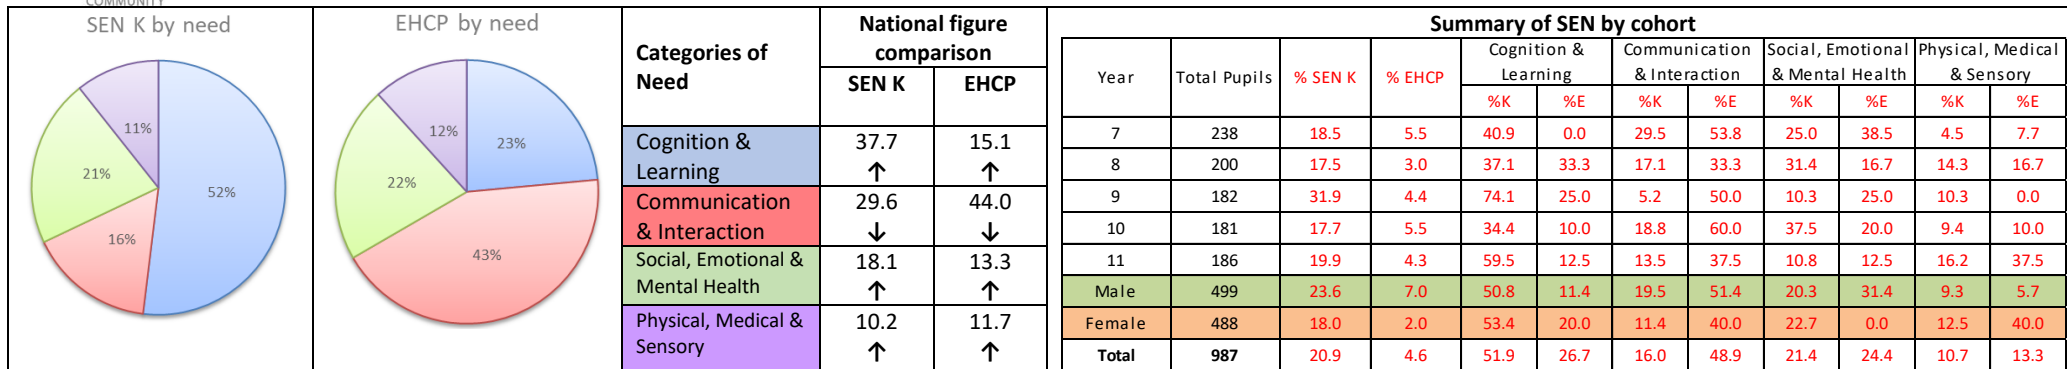 COMMUNITY
SEN K by need
11%
21%
52%
16%
EHCP by need
12%
23%
22%
43%
Categories of Need | National figure comparison
SEN K | EHCP
Cognition & Learning | 37.7 ↑ | 15.1 ↑
Communication & Interaction | 29.6 ↓ | 44.0 ↓
Social, Emotional & Mental Health | 18.1 ↑ | 13.3 ↑
Physical, Medical & Sensory | 10.2 ↑ | 11.7 ↑
Summary of SEN by cohort
Year | Total Pupils | % SEN K | % EHCP | Cognition & Learning | Communication & Interaction | Social, Emotional & Mental Health | Physical, Medical & Sensory
%K | %E | %K | %E | %K | %E | %K | %E
7 | 238 | 18.5 | 5.5 | 40.9 | 0.0 | 29.5 | 53.8 | 25.0 | 38.5 | 4.5 | 7.7
8 | 200 | 17.5 | 3.0 | 37.1 | 33.3 | 17.1 | 33.3 | 31.4 | 16.7 | 14.3 | 16.7
9 | 182 | 31.9 | 4.4 | 74.1 | 25.0 | 5.2 | 50.0 | 10.3 | 25.0 | 10.3 | 0.0
10 | 181 | 17.7 | 5.5 | 34.4 | 10.0 | 18.8 | 60.0 | 37.5 | 20.0 | 9.4 | 10.0
11 | 186 | 19.9 | 4.3 | 59.5 | 12.5 | 13.5 | 37.5 | 10.8 | 12.5 | 16.2 | 37.5
Male | 499 | 23.6 | 7.0 | 50.8 | 11.4 | 19.5 | 51.4 | 20.3 | 31.4 | 9.3 | 5.7
Female | 488 | 18.0 | 2.0 | 53.4 | 20.0 | 11.4 | 40.0 | 22.7 | 0.0 | 12.5 | 40.0
Total | 987 | 20.9 | 4.6 | 51.9 | 26.7 | 16.0 | 48.9 | 21.4 | 24.4 | 10.7 | 13.3